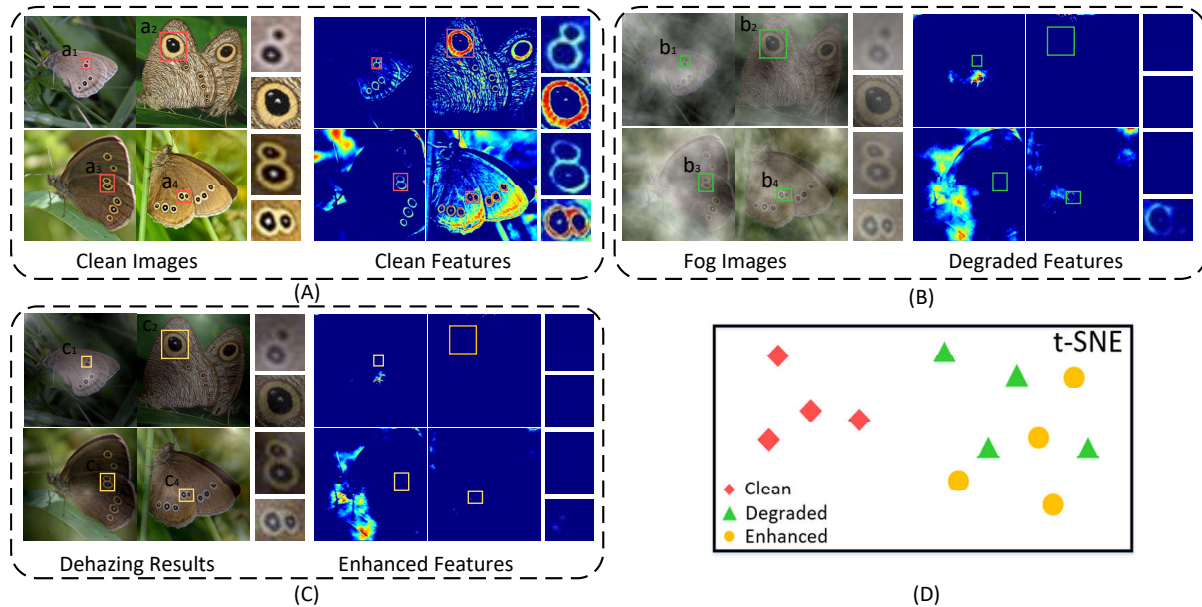 a1
a2
a3
a4
Clean Images
Clean Features
(A)
b1
b2
b3
b4
Fog Images
Degraded Features
(B)
c1
c2
c3
c4
Dehazing Results
Enhanced Features
(C)
t-SNE
Clean
Degraded
Enhanced
(D)